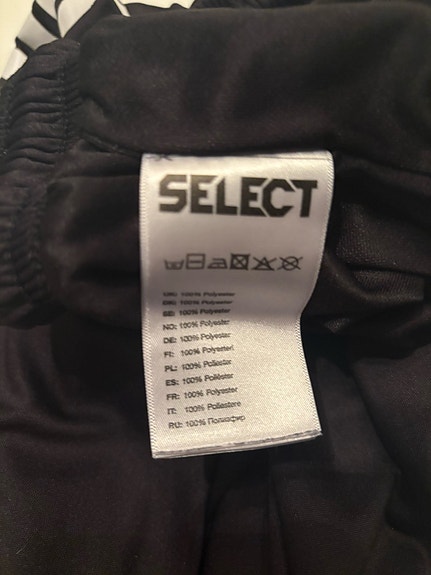 SELECT
UK: 100% Polyester
DK: 100% Polyester
SE: 100% Polyester
NO: 100% Polyester
DE: 100% Polyester
FI: 100% Polyesteri
PL: 100% Poliester
ES: 100% Poliéster
FR: 100% Polyester
IT: 100% Poliestere
RU: 100% Полиэфир